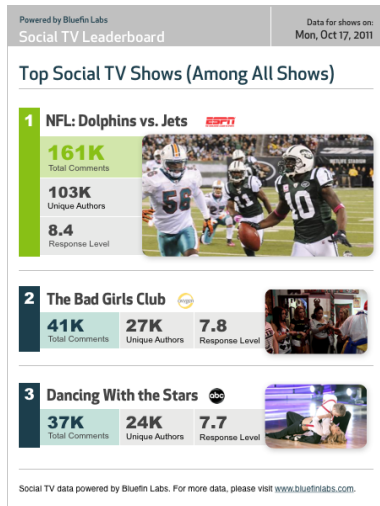 Powered by Bluefin Labs
Social TV Leaderboard
Data for shows on:
Mon, Oct 17, 2011
Top Social TV Shows (Among All Shows)
1 NFL: Dolphins vs. Jets ESPN
161K
Total Comments
103K
Unique Authors
8.4
Response Level
56
10
2 The Bad Girls Club
41K 27K 7.8
Total Comments Unique Authors Response Level
3 Dancing With the Stars abc
37K 24K 7.7
Total Comments Unique Authors Response Level
Social TV data powered by Bluefin Labs. For more data, please visit www.bluefinlabs.com.